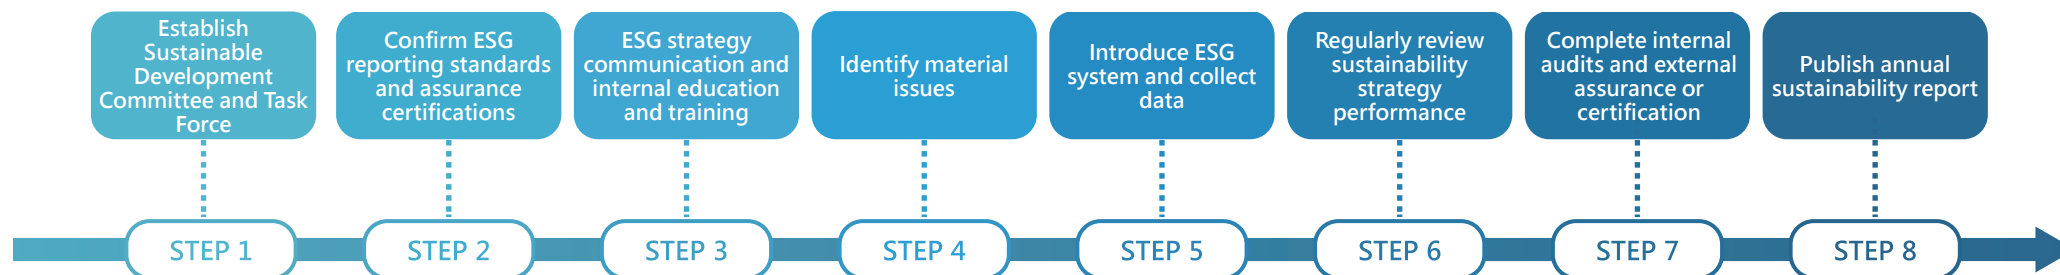 Establish
Sustainable
Development
Committee and Task
Force
Confirm ESG
reporting standards
and assurance
certifications
ESG strategy
communication and
internal education
and training
Identify material
issues
Introduce ESG
system and collect
data
Regularly review
sustainability
strategy
performance
Complete internal
audits and external
assurance or
certification
Publish annual
sustainability report
STEP 1
STEP 2
STEP 3
STEP 4
STEP 5
STEP 6
STEP 7
STEP 8